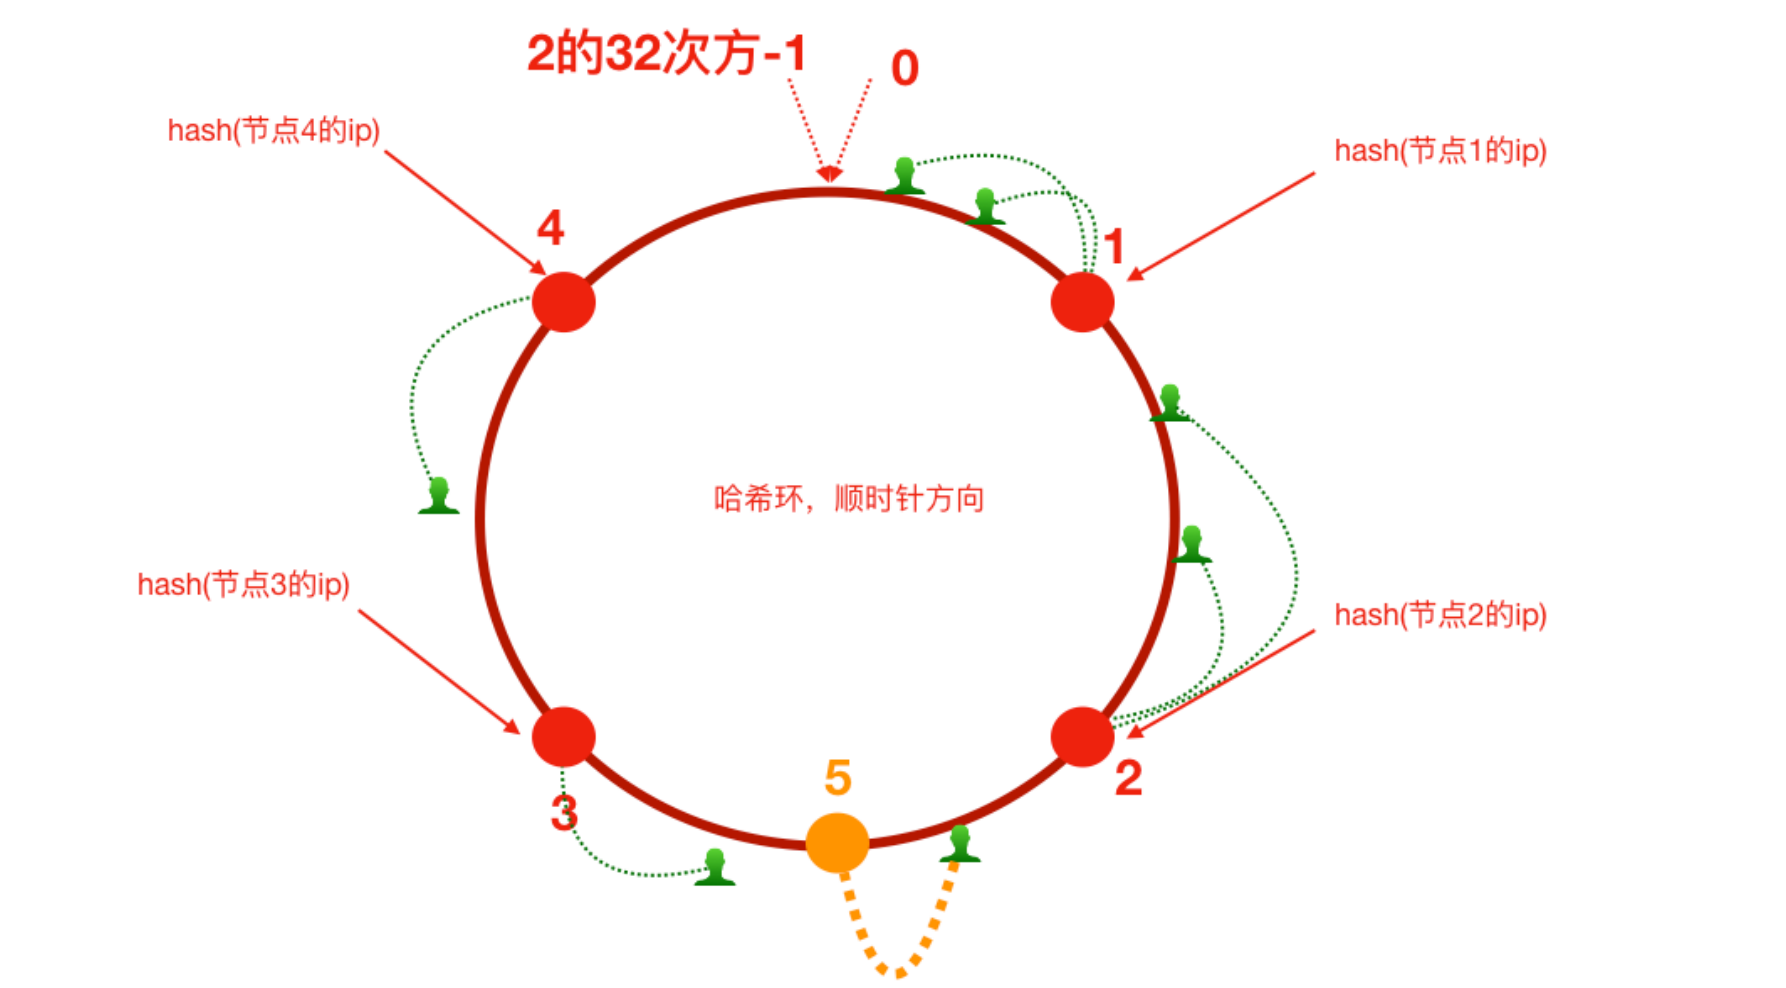 2的32次方-1
0
hash(节点4的ip)
hash(节点1的ip)
4
1
哈希环，顺时针方向
hash(节点3的ip)
hash(节点2的ip)
5
2
3